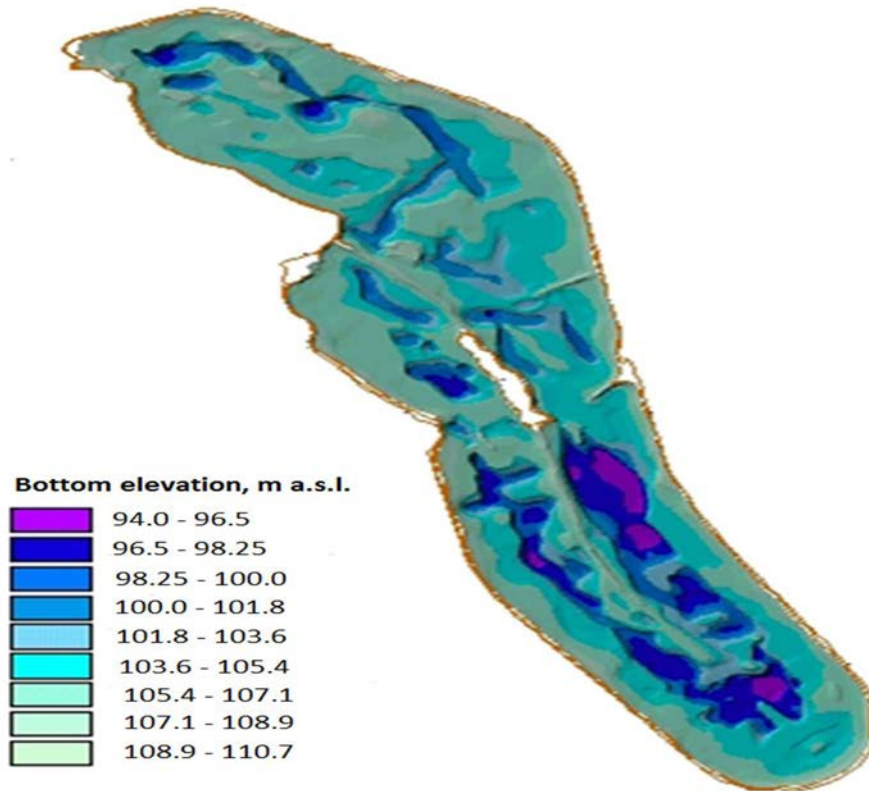 Bottom elevation, m a.s.l.
94.0 - 96.5
96.5 - 98.25
98.25 - 100.0
100.0 - 101.8
101.8 - 103.6
103.6 - 105.4
105.4 - 107.1
107.1 - 108.9
108.9 - 110.7